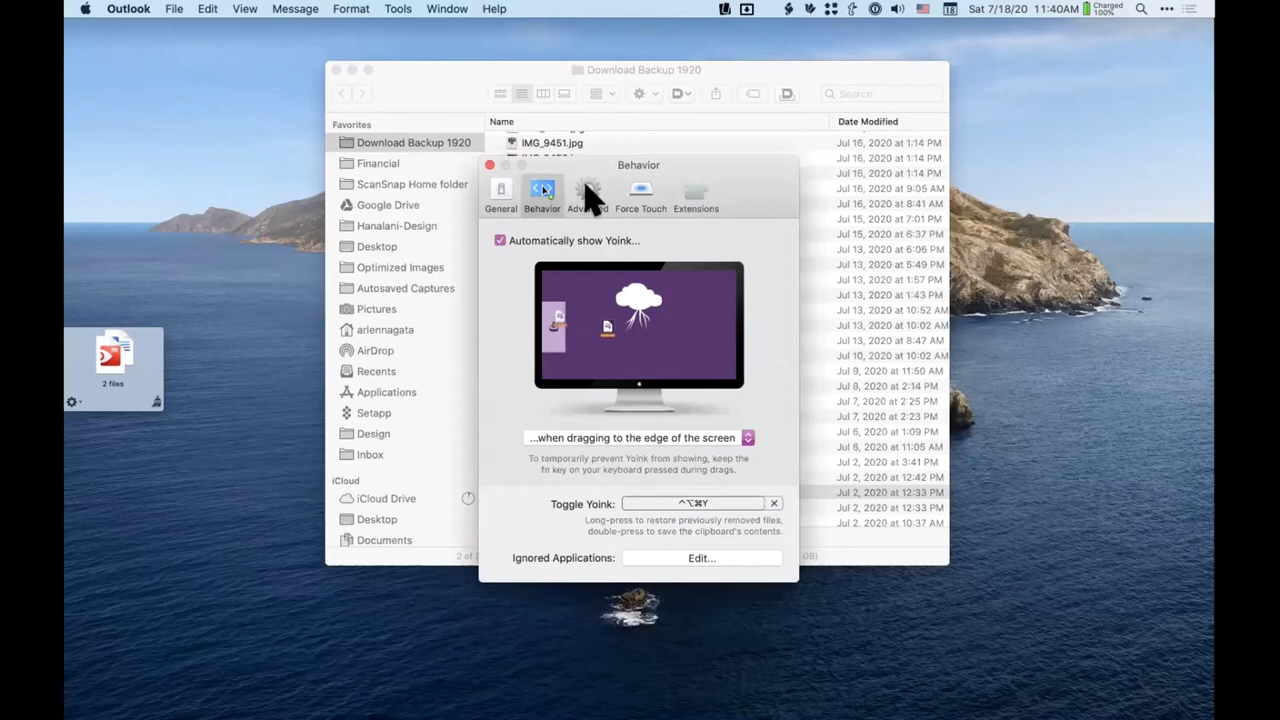 Outlook File Edit View Message Format Tools Window Help
18 Sat 7/18/20 11:40AM Charged 100%
Download Backup 1920
Search
Favorites
Download Backup 1920
Financial
ScanSnap Home folder
Google Drive
Hanalani-Design
Desktop
Optimized Images
Autosaved Captures
Pictures
arlennagata
AirDrop
Recents
Applications
Setapp
Design
Inbox
iCloud
iCloud Drive
Desktop
Documents
Name
IMG_9451.jpg
Date Modified
Jul 16, 2020 at 1:14 PM
Jul 16, 2020 at 1:14 PM
Jul 16, 2020 at 1:14 PM
Jul 16, 2020 at 9:05 AM
Jul 15, 2020 at 7:01 PM
Jul 13, 2020 at 6:06 PM
Jul 13, 2020 at 5:49 PM
Jul 13, 2020 at 1:57 PM
Jul 13, 2020 at 1:43 PM
Jul 13, 2020 at 10:52 AM
Jul 13, 2020 at 10:02 AM
Jul 13, 2020 at 8:47 AM
Jul 10, 2020 at 10:02 AM
Jul 9, 2020 at 11:50 AM
Jul 8, 2020 at 2:14 PM
Jul 7, 2020 at 2:25 PM
Jul 7, 2020 at 2:23 PM
Jul 6, 2020 at 1:09 PM
Jul 6, 2020 at 11:05 AM
Jul 2, 2020 at 3:41 PM
Jul 2, 2020 at 12:42 PM
Jul 2, 2020 at 12:33 PM
Jul 2, 2020 at 12:33 PM
Jul 2, 2020 at 10:37 AM
2 of
GB)
Behavior
General Behavior Advanced Force Touch Extensions
Automatically show Yoink...
...when dragging to the edge of the screen
To temporarily prevent Yoink from showing, keep the
fn key on your keyboard pressed during drags.
Toggle Yoink: ^⌥⌘Y
Long-press to restore previously removed files,
double-press to save the clipboard's contents.
Ignored Applications: Edit...
2 files